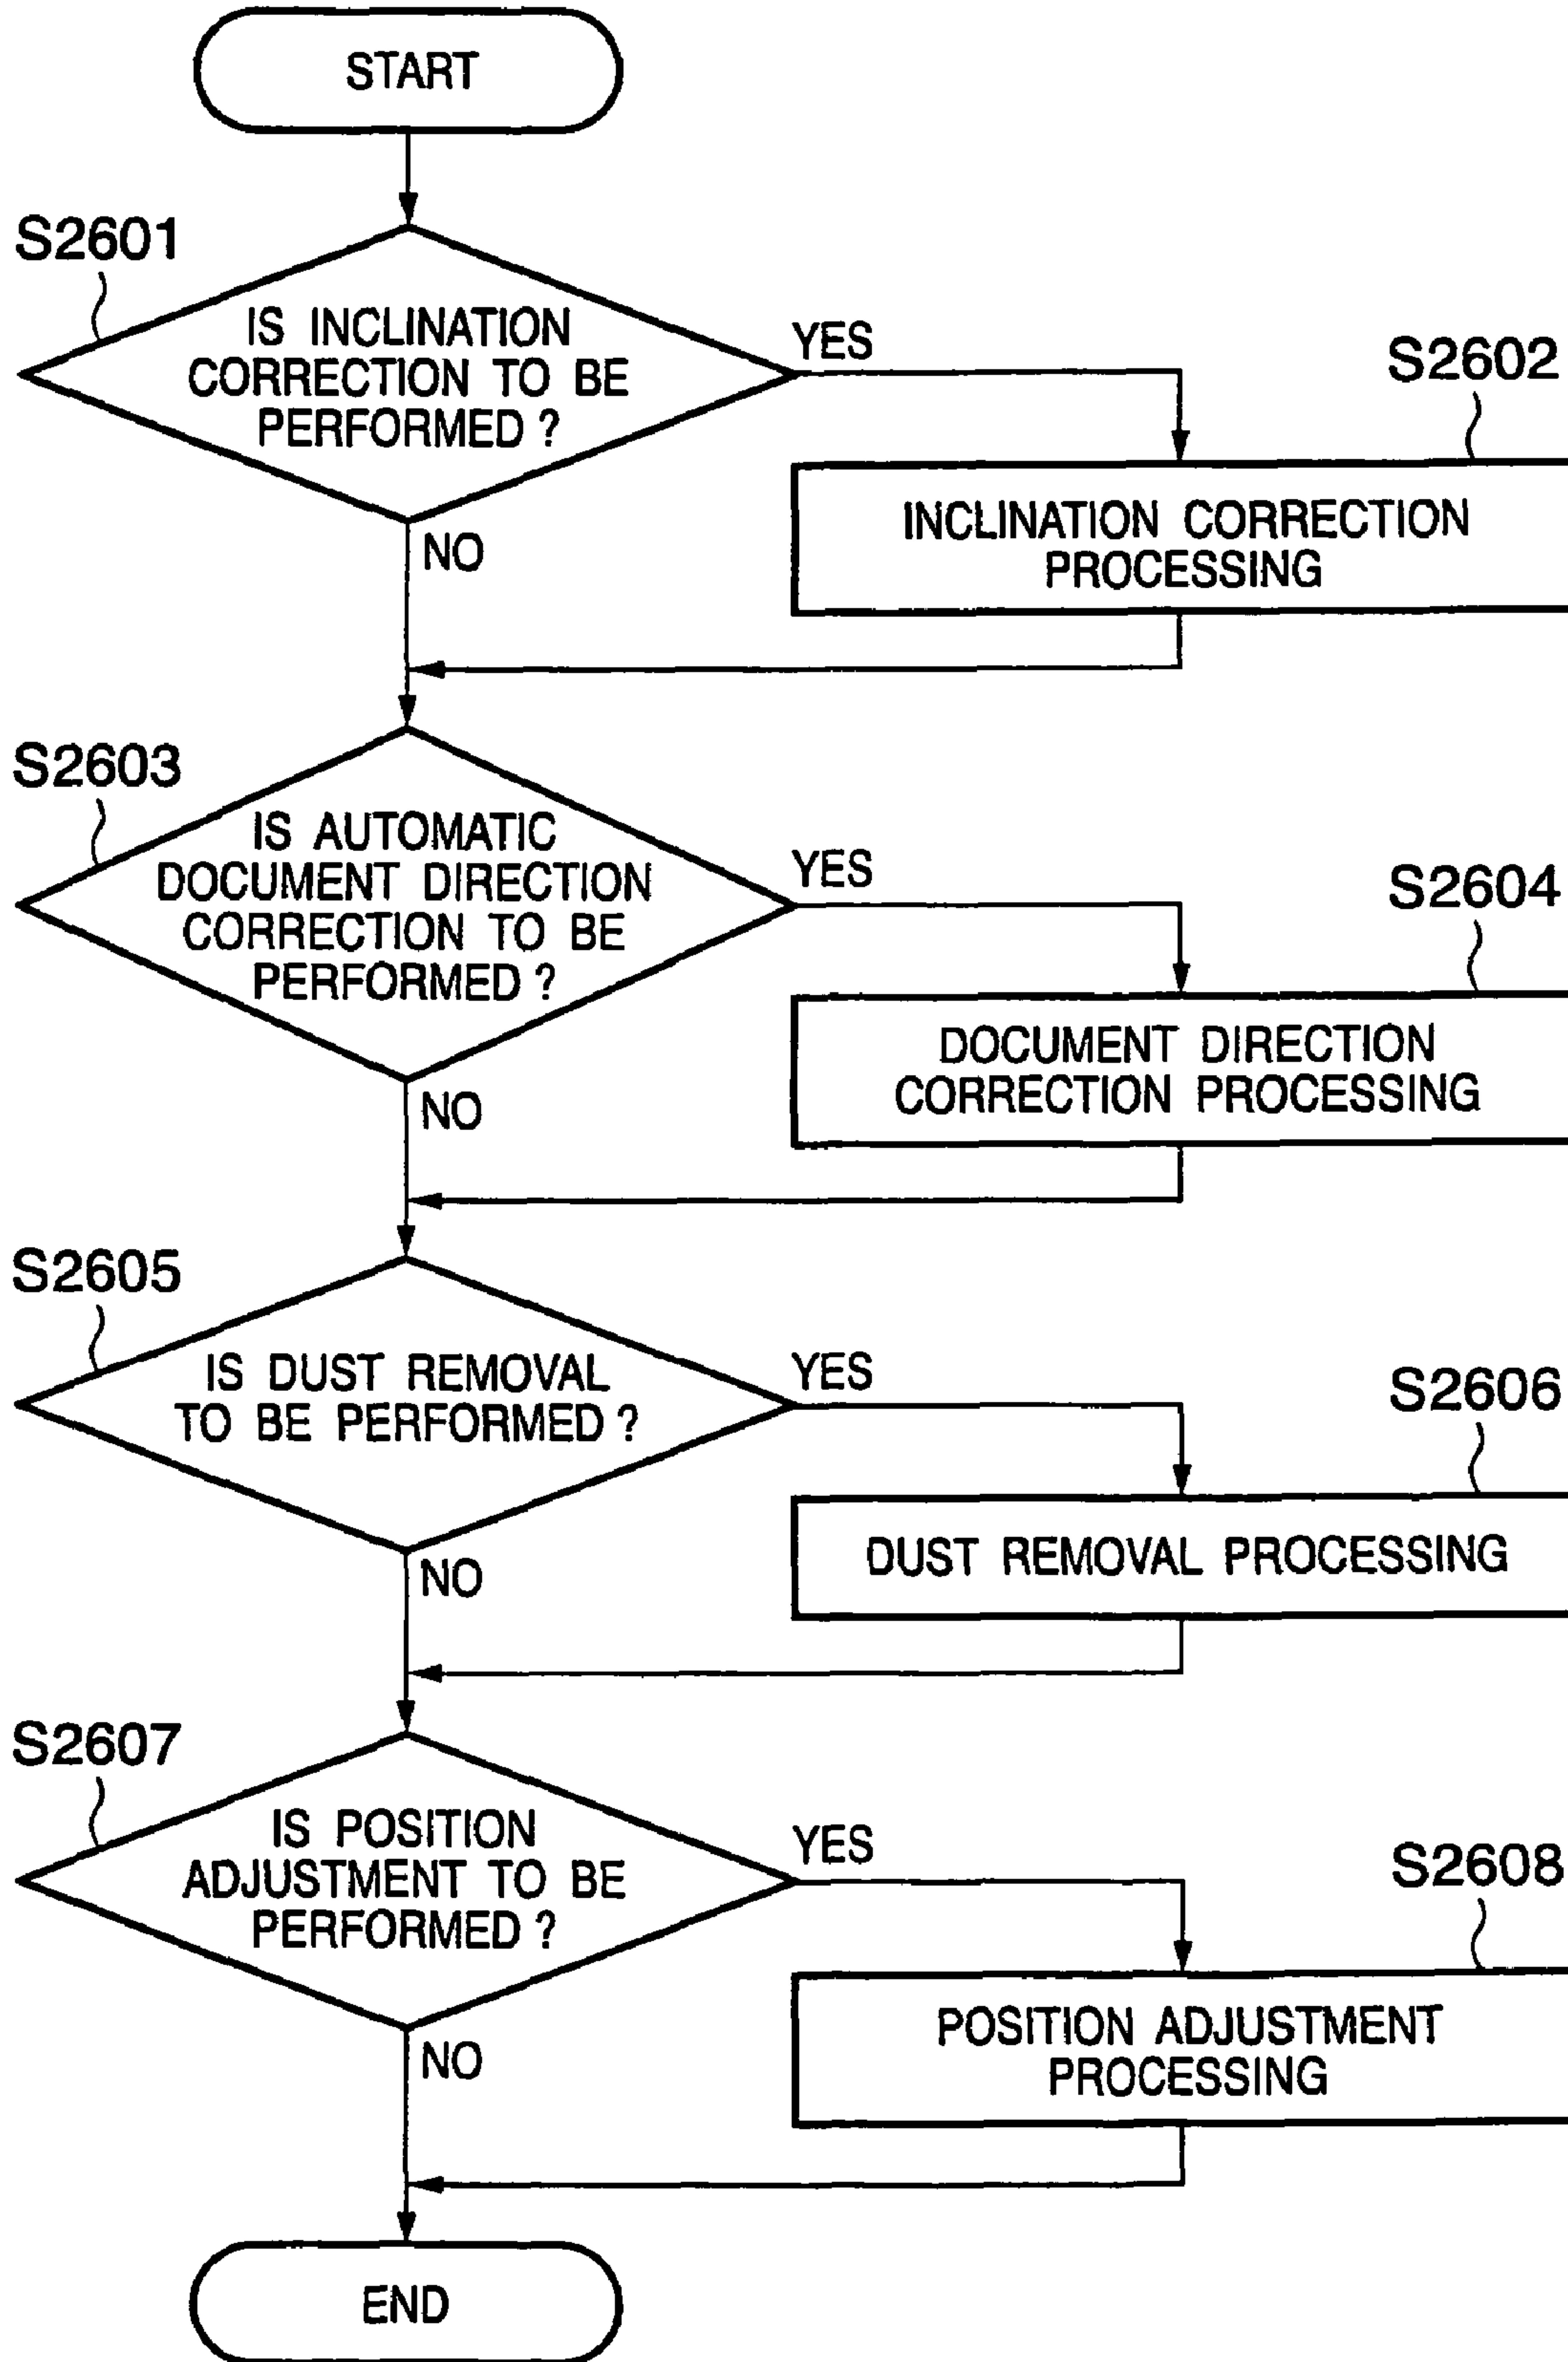 START
S2601
IS INCLINATION
CORRECTION TO BE
PERFORMED ?
YES
NO
S2602
INCLINATION CORRECTION
PROCESSING
S2603
IS AUTOMATIC
DOCUMENT DIRECTION
CORRECTION TO BE
PERFORMED ?
YES
NO
S2604
DOCUMENT DIRECTION
CORRECTION PROCESSING
S2605
IS DUST REMOVAL
TO BE PERFORMED ?
YES
NO
S2606
DUST REMOVAL PROCESSING
S2607
IS POSITION
ADJUSTMENT TO BE
PERFORMED ?
YES
NO
S2608
POSITION ADJUSTMENT
PROCESSING
END